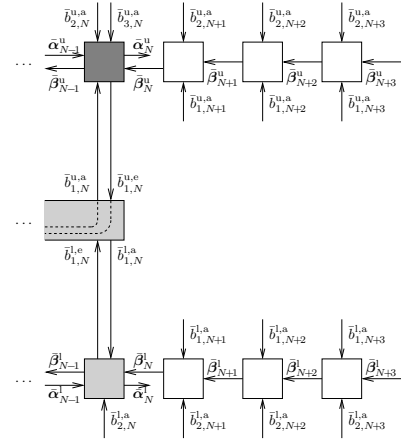 b̄^{u,a}_{2,N} b̄^{u,a}_{3,N} b̄^{u,a}_{2,N+1} b̄^{u,a}_{2,N+2} b̄^{u,a}_{2,N+3}
ᾱ^u_{N−1} ᾱ^u_N
...
β̄^u_{N−1} β̄^u_N β̄^u_{N+1} β̄^u_{N+2} β̄^u_{N+3}
b̄^{u,a}_{1,N+1} b̄^{u,a}_{1,N+2} b̄^{u,a}_{1,N+3}
b̄^{u,a}_{1,N} b̄^{u,e}_{1,N}
...
b̄^{l,e}_{1,N} b̄^{l,a}_{1,N}
b̄^{l,a}_{1,N+1} b̄^{l,a}_{1,N+2} b̄^{l,a}_{1,N+3}
β̄^l_{N−1} β̄^l_N β̄^l_{N+1} β̄^l_{N+2} β̄^l_{N+3}
...
ᾱ^l_{N−1} ᾱ^l_N
b̄^{l,a}_{2,N} b̄^{l,a}_{2,N+1} b̄^{l,a}_{2,N+2} b̄^{l,a}_{2,N+3}